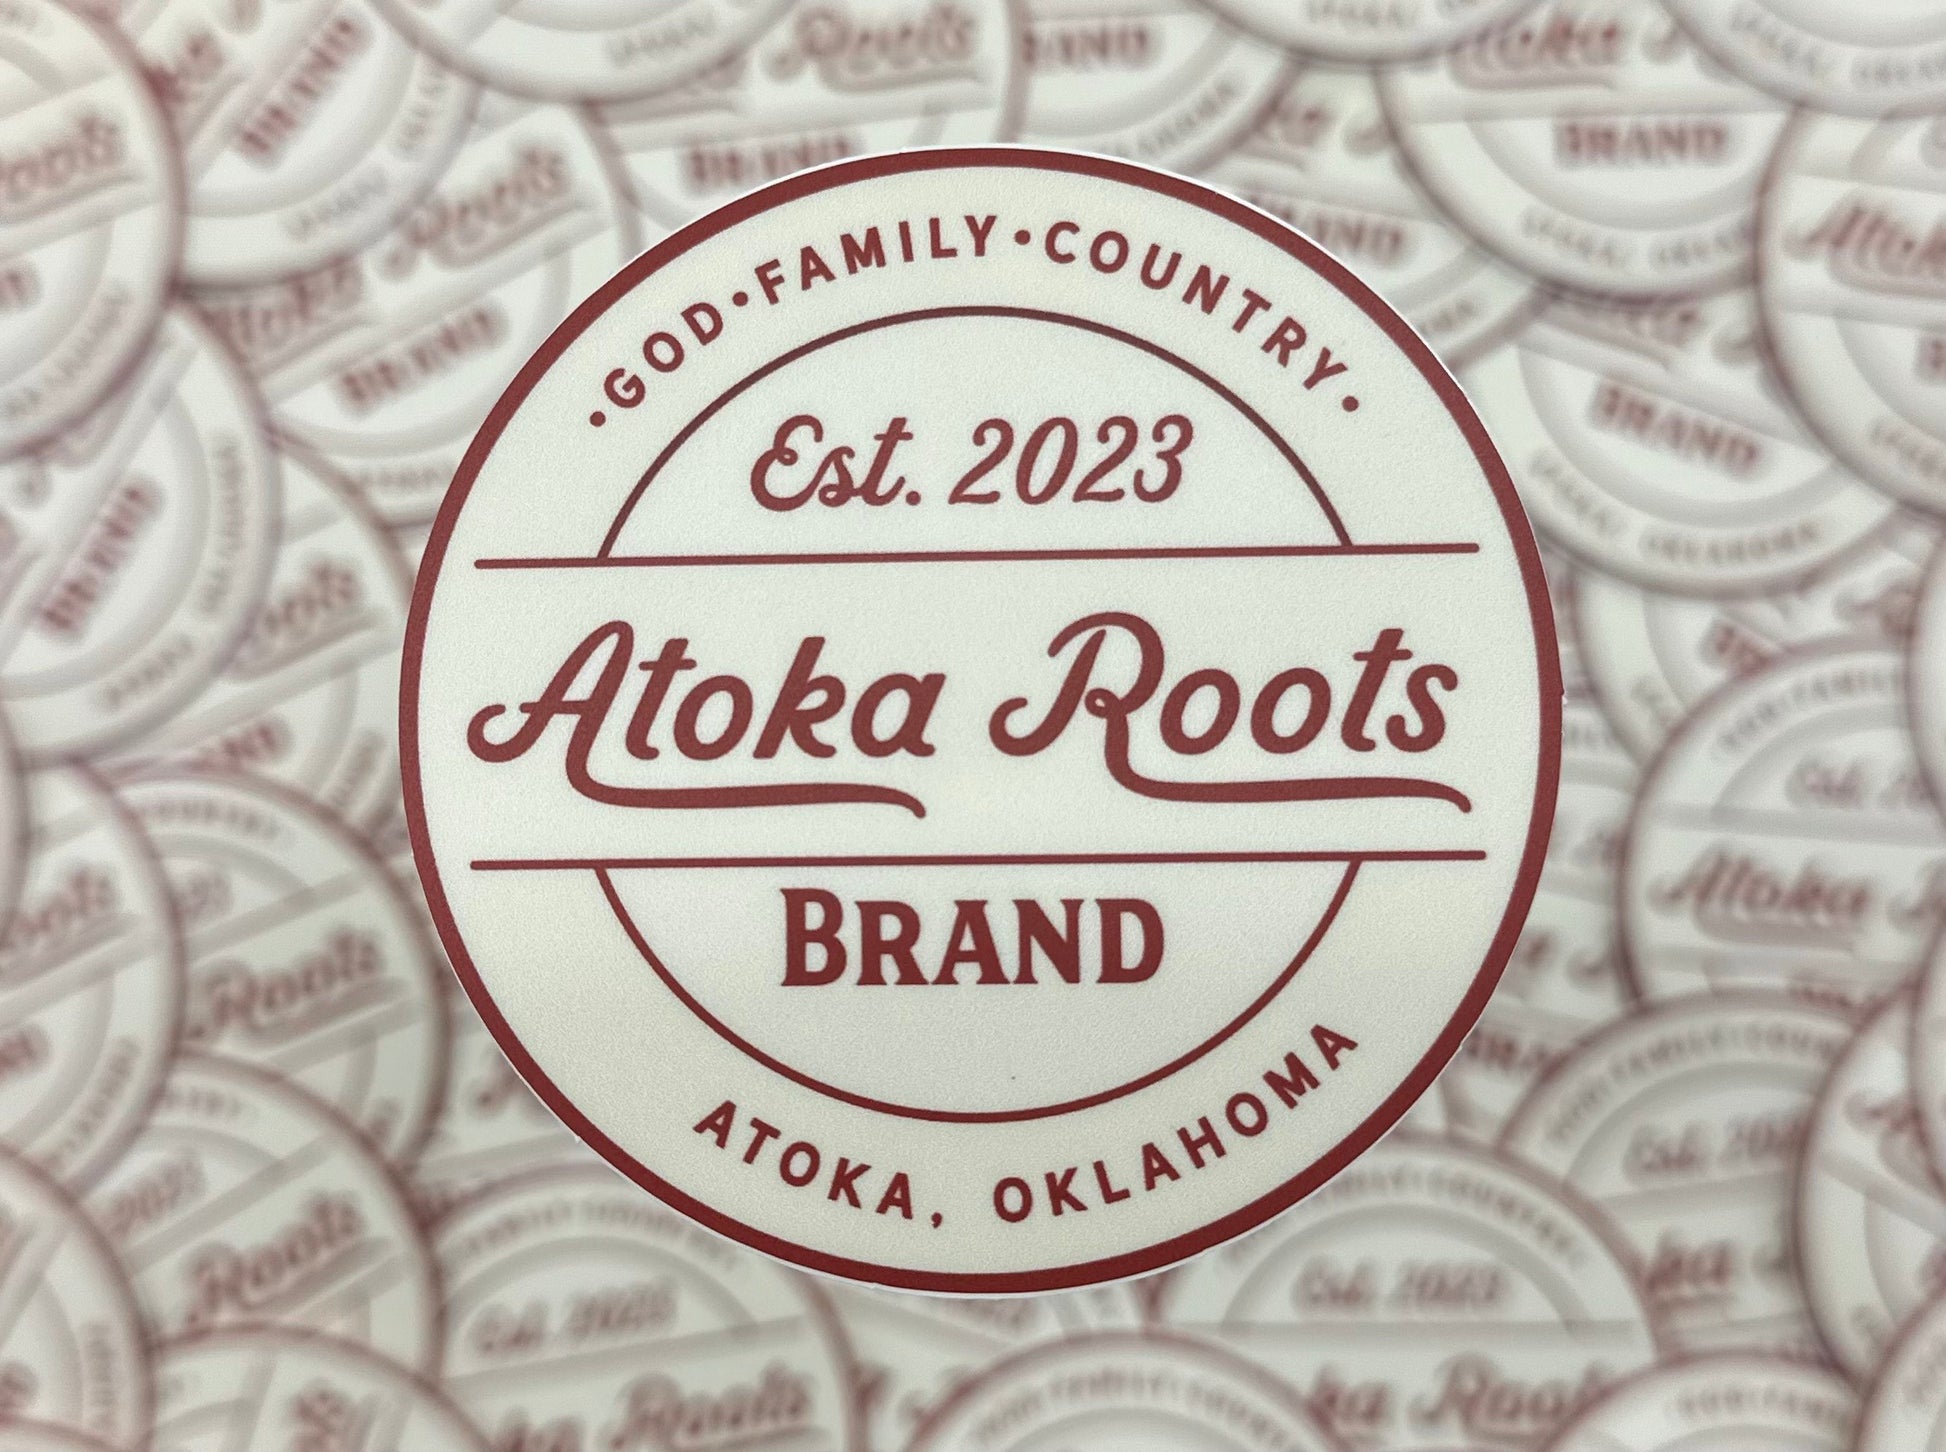 ·GOD·FAMILY·COUNTRY·
Est. 2023
Atoka Roots
BRAND
ATOKA, OKLAHOMA